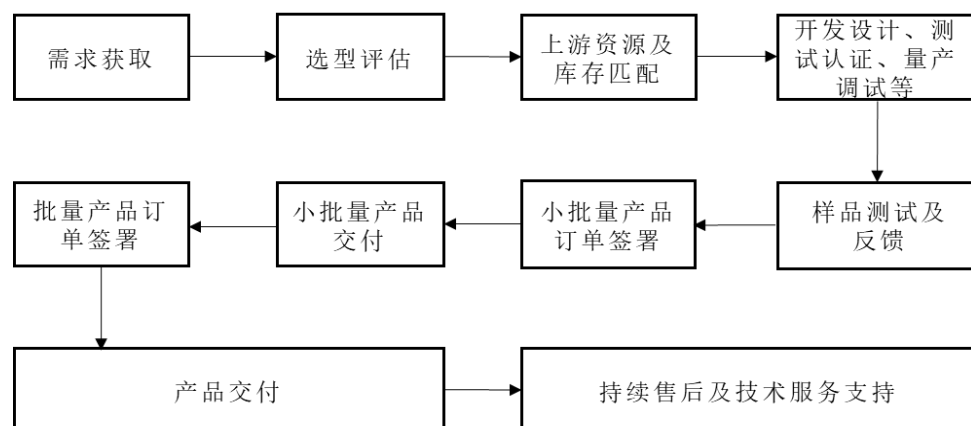 需求获取
选型评估
上游资源及
库存匹配
开发设计、测
试认证、量产
调试等
批量产品订
单签署
小批量产品
交付
小批量产品
订单签署
样品测试及
反馈
产品交付
持续售后及技术服务支持